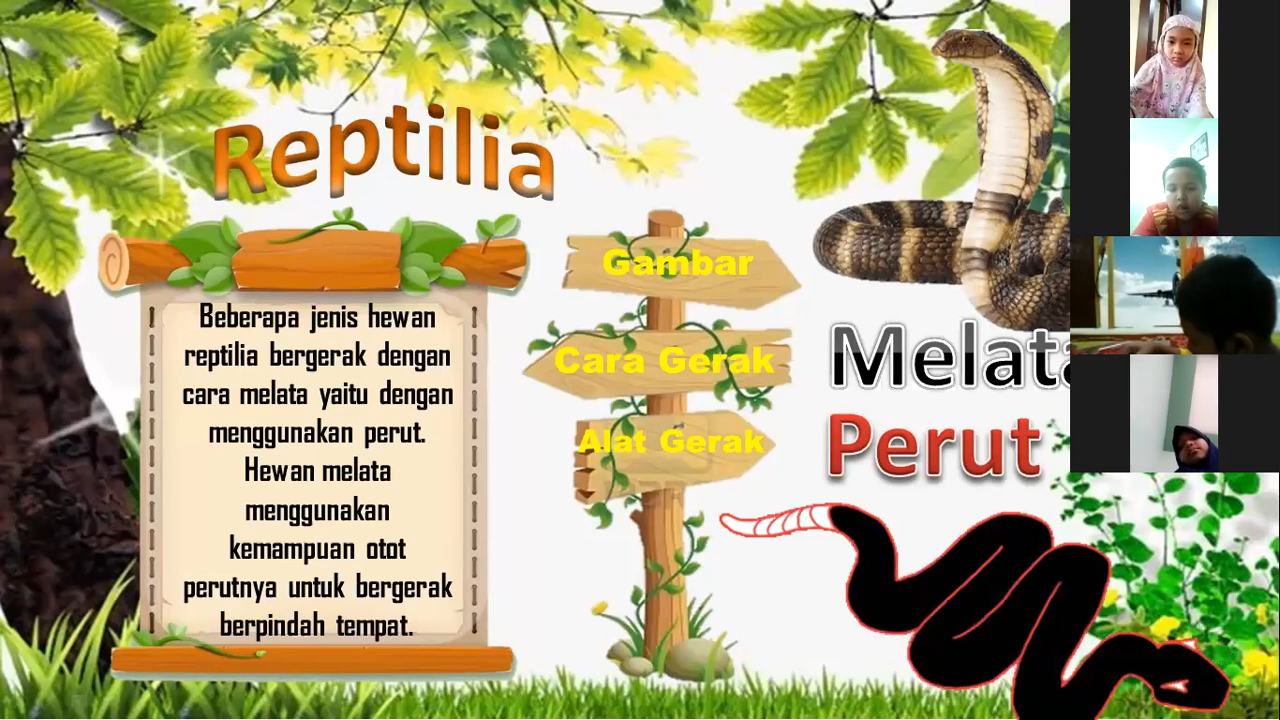 Reptilia
Beberapa jenis hewan
reptilia bergerak dengan
cara melata yaitu dengan
menggunakan perut.
Hewan melata
menggunakan
kemampuan otot
perutnya untuk bergerak
berpindah tempat.
Gambar
Cara Gerak
Alat Gerak
Melata
Perut